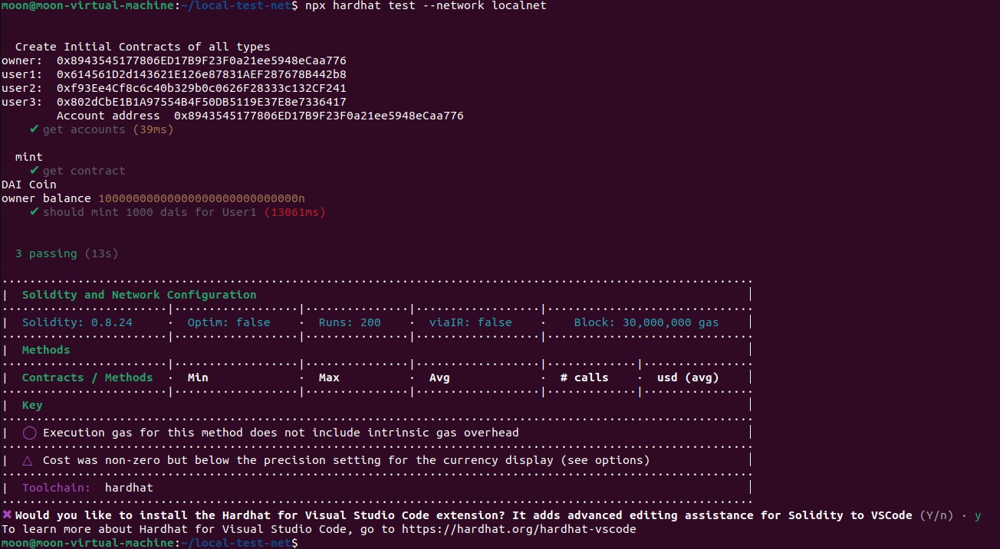 moon@moon-virtual-machine:~/local-test-net$ npx hardhat test --network localnet
Create Initial Contracts of all types
owner: 0x8943545177806ED17B9F23F0a21ee5948eCaa776
user1: 0x614561D2d143621E126e87831AEF287678B442b8
user2: 0xf93Ee4Cf8c6c40b329b0c0626F28333c132CF241
user3: 0x802dCbE1B1A97554B4F50DB5119E37E8e7336417
Account address 0x8943545177806ED17B9F23F0a21ee5948eCaa776
✔ get accounts (39ms)
mint
✔ get contract
DAI Coin
owner balance 10000000000000000000000000000n
✔ should mint 1000 dais for User1 (13061ms)
3 passing (13s)
| Solidity and Network Configuration |
| Solidity: 0.8.24 · Optim: false · Runs: 200 · viaIR: false · Block: 30,000,000 gas |
| Methods |
| Contracts / Methods · Min · Max · Avg · # calls · usd (avg) |
| Key |
| ◯ Execution gas for this method does not include intrinsic gas overhead |
| △ Cost was non-zero but below the precision setting for the currency display (see options) |
| Toolchain: hardhat |
✖ Would you like to install the Hardhat for Visual Studio Code extension? It adds advanced editing assistance for Solidity to VSCode (Y/n) · y
To learn more about Hardhat for Visual Studio Code, go to https://hardhat.org/hardhat-vscode
moon@moon-virtual-machine:~/local-test-net$